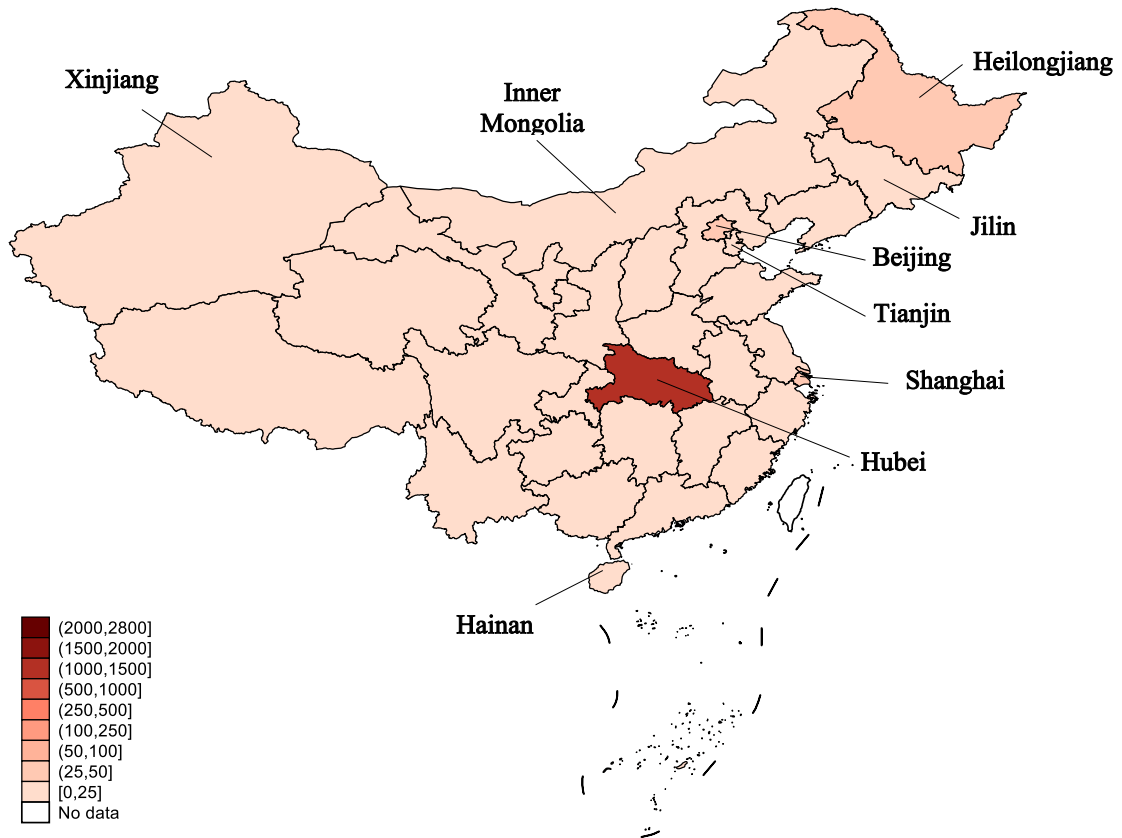 Heilongjiang
Xinjiang
Inner
Mongolia
Jilin
Beijing
Tianjin
Shanghai
Hubei
Hainan
(2000,2800]
(1500,2000]
(1000,1500]
(500,1000]
(250,500]
(100,250]
(50,100]
(25,50]
[0,25]
No data